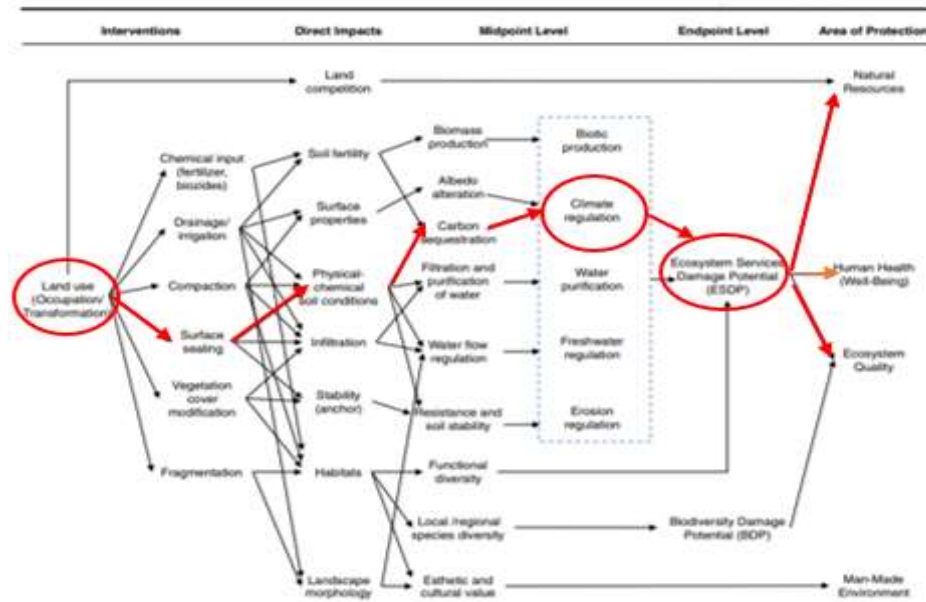 Interventions
Direct Impacts
Midpoint Level
Endpoint Level
Area of Protection
Land
competition
Natural
Resources
Chemical input
(fertilizer,
biozides)
Soil fertility
Biomass
production
Biotic
production
Drainage/
irrigation
Surface
properties
Albedo
alteration
Climate
regulation
Carbon
sequestration
Land use
(Occupation/
Transformation)
Compaction
Physical-
chemical
soil conditions
Filtration and
purification
of water
Water
purification
Ecosystem Services
Damage Potential
(ESDP)
Human Health
(Well-Being)
Surface
sealing
Infiltration
Water flow
regulation
Freshwater
regulation
Ecosystem
Quality
Vegetation
cover
modification
Stability
(anchor)
Resistance and
soil stability
Erosion
regulation
Fragmentation
Habitats
Functional
diversity
Local /regional
species diversity
Biodiversity Damage
Potential (BDP)
Landscape
morphology
Esthetic and
cultural value
Man-Made
Environment